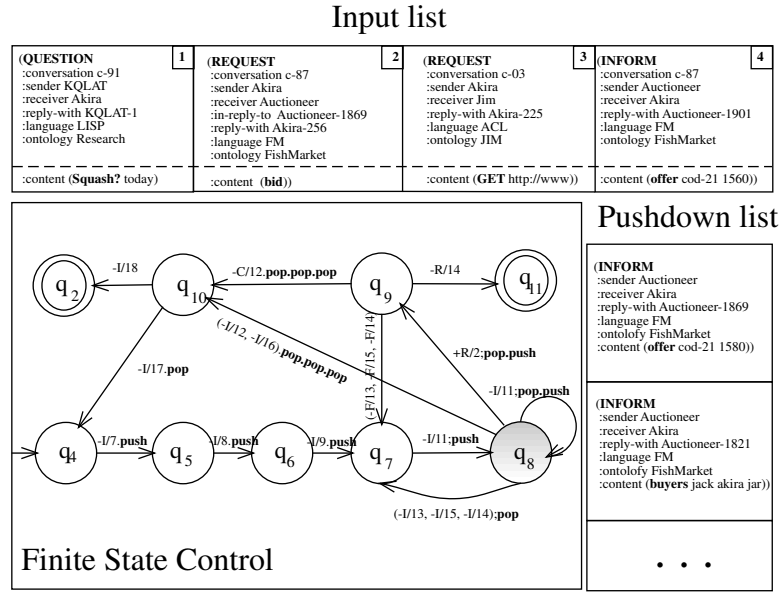 Input list
1
(QUESTION
:conversation c-91
:sender KQLAT
:receiver Akira
:reply-with KQLAT-1
:language LISP
:ontology Research
:content (Squash? today)
2
(REQUEST
:conversation c-87
:sender Akira
:receiver Auctioneer
:in-reply-to Auctioneer-1869
:reply-with Akira-256
:language FM
:ontology FishMarket
:content (bid))
3
(REQUEST
:conversation c-03
:sender Akira
:receiver Jim
:reply-with Akira-225
:language ACL
:ontology JIM
:content (GET http://www))
4
(INFORM
:conversation c-87
:sender Auctioneer
:receiver Akira
:reply-with Auctioneer-1901
:language FM
:ontology FishMarket
:content (offer cod-21 1560))
Pushdown list
(INFORM
:sender Auctioneer
:receiver Akira
:reply-with Auctioneer-1869
:language FM
:ontolofy FishMarket
:content (offer cod-21 1580))
(INFORM
:sender Auctioneer
:receiver Akira
:reply-with Auctioneer-1821
:language FM
:ontolofy FishMarket
:content (buyers jack akira jar))
. . .
q2
-I/18
q10
-C/12.pop.pop.pop
q9
-R/14
q11
(-I/12, -I/16).pop.pop.pop
(-F/13, -F/15, -F/14)
+R/2;pop.push
-I/17.pop
-I/11;pop.push
q4
-I/7.push
q5
-I/8.push
q6
-I/9.push
q7
-I/11;push
q8
(-I/13, -I/15, -I/14);pop
Finite State Control